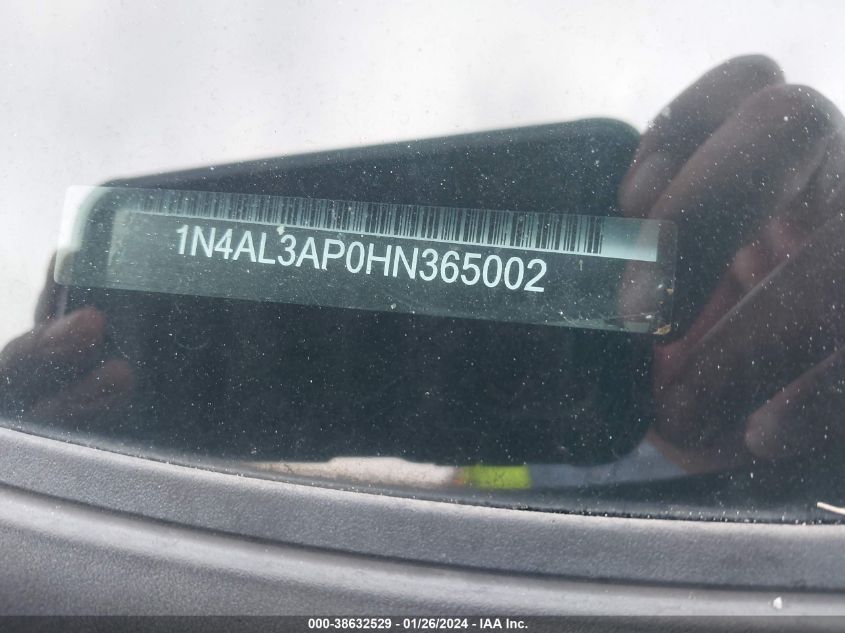 1N4AL3AP0HN365002
000-38632529 - 01/26/2024 - IAA Inc.